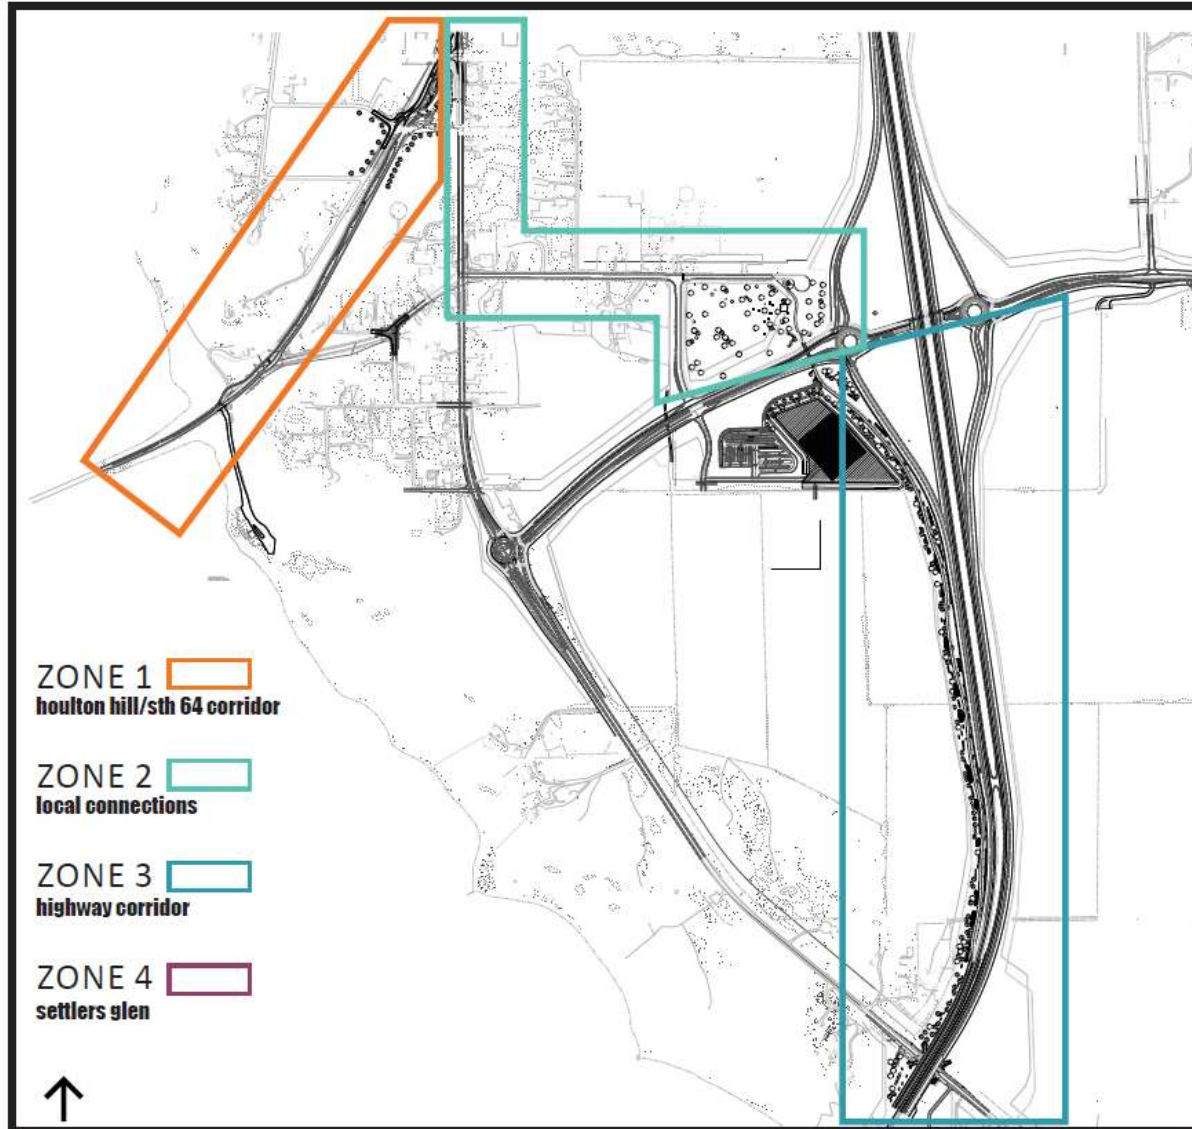 ZONE 1
houlton hill/sth 64 corridor
ZONE 2
local connections
ZONE 3
highway corridor
ZONE 4
settlers glen